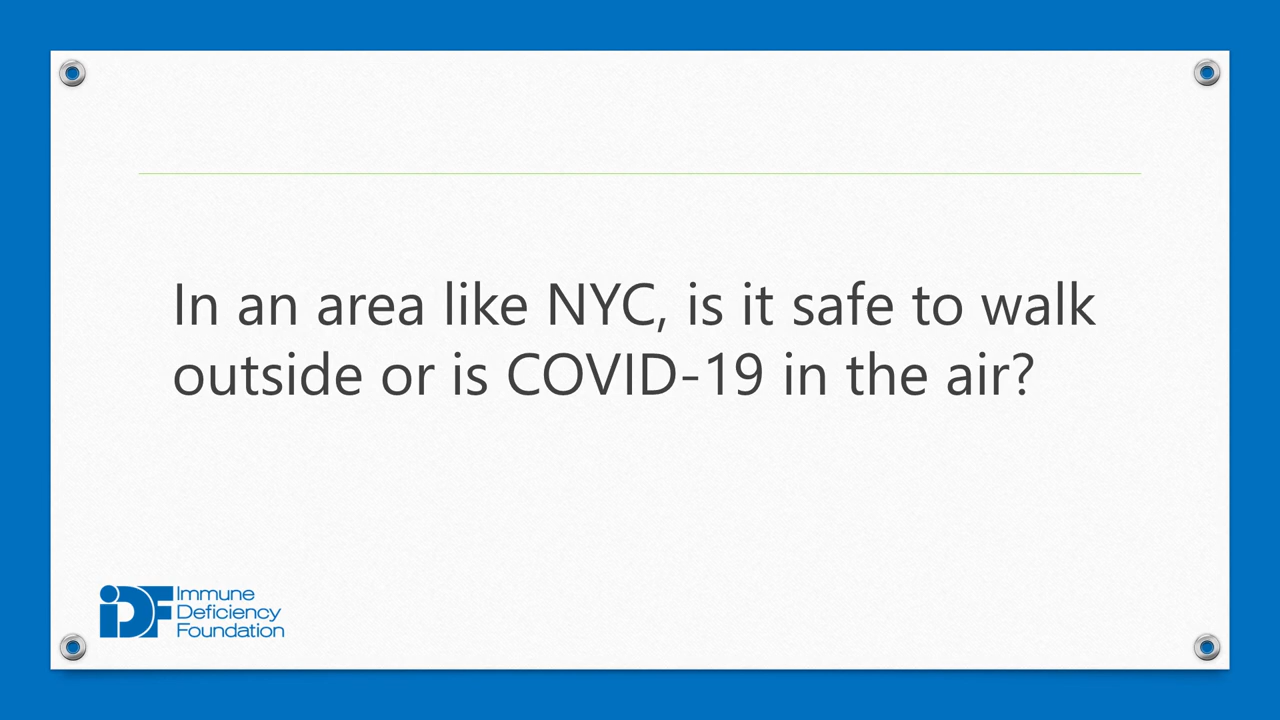 In an area like NYC, is it safe to walk
outside or is COVID-19 in the air?
iDF Immune
Deficiency
Foundation